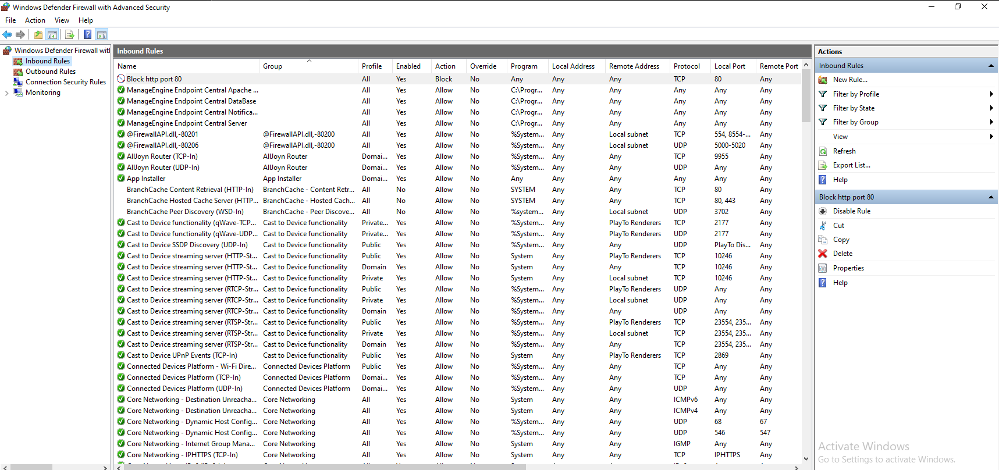 Windows Defender Firewall with Advanced Security
File Action View Help
Windows Defender Firewall witl
Inbound Rules
Outbound Rules
Connection Security Rules
Monitoring
Inbound Rules
Name Group Profile Enabled Action Override Program Local Address Remote Address Protocol Local Port Remote Port
Block http port 80 All Yes Block No Any Any Any TCP 80 Any
ManageEngine Endpoint Central Apache ... All Yes Allow No C:\Progr... Any Any Any Any Any
ManageEngine Endpoint Central DataBase All Yes Allow No C:\Progr... Any Any Any Any Any
ManageEngine Endpoint Central Notifica... All Yes Allow No C:\Progr... Any Any Any Any Any
ManageEngine Endpoint Central Server All Yes Allow No C:\Progr... Any Any Any Any Any
@FirewallAPI.dll,-80201 @FirewallAPI.dll,-80200 All Yes Allow No %System... Any Local subnet TCP 554, 8554-... Any
@FirewallAPI.dll,-80206 @FirewallAPI.dll,-80200 All Yes Allow No %System... Any Local subnet UDP 5000-5020 Any
AllJoyn Router (TCP-In) AllJoyn Router Domai... Yes Allow No %System... Any Any TCP 9955 Any
AllJoyn Router (UDP-In) AllJoyn Router Domai... Yes Allow No %System... Any Any UDP Any Any
App Installer App Installer Domai... Yes Allow No Any Any Any Any Any Any
BranchCache Content Retrieval (HTTP-In) BranchCache - Content Retr... All No Allow No SYSTEM Any Any TCP 80 Any
BranchCache Hosted Cache Server (HTTP... BranchCache - Hosted Cach... All No Allow No SYSTEM Any Any TCP 80, 443 Any
BranchCache Peer Discovery (WSD-In) BranchCache - Peer Discove... All No Allow No %system... Any Local subnet UDP 3702 Any
Cast to Device functionality (qWave-TCP... Cast to Device functionality Private... Yes Allow No %System... Any PlayTo Renderers TCP 2177 Any
Cast to Device functionality (qWave-UDP... Cast to Device functionality Private... Yes Allow No %System... Any PlayTo Renderers UDP 2177 Any
Cast to Device SSDP Discovery (UDP-In) Cast to Device functionality Public Yes Allow No %System... Any Any UDP PlayTo Dis... Any
Cast to Device streaming server (HTTP-St... Cast to Device functionality Public Yes Allow No System Any PlayTo Renderers TCP 10246 Any
Cast to Device streaming server (HTTP-St... Cast to Device functionality Domain Yes Allow No System Any Any TCP 10246 Any
Cast to Device streaming server (HTTP-St... Cast to Device functionality Private Yes Allow No System Any Local subnet TCP 10246 Any
Cast to Device streaming server (RTCP-Str... Cast to Device functionality Public Yes Allow No %System... Any PlayTo Renderers UDP Any Any
Cast to Device streaming server (RTCP-Str... Cast to Device functionality Private Yes Allow No %System... Any Local subnet UDP Any Any
Cast to Device streaming server (RTCP-Str... Cast to Device functionality Domain Yes Allow No %System... Any Any UDP Any Any
Cast to Device streaming server (RTSP-Str... Cast to Device functionality Public Yes Allow No %System... Any PlayTo Renderers TCP 23554, 235... Any
Cast to Device streaming server (RTSP-Str... Cast to Device functionality Private Yes Allow No %System... Any Local subnet TCP 23554, 235... Any
Cast to Device streaming server (RTSP-Str... Cast to Device functionality Domain Yes Allow No %System... Any Any TCP 23554, 235... Any
Cast to Device UPnP Events (TCP-In) Cast to Device functionality Public Yes Allow No System Any PlayTo Renderers TCP 2869 Any
Connected Devices Platform - Wi-Fi Dire... Connected Devices Platform Public Yes Allow No %System... Any Any TCP Any Any
Connected Devices Platform (TCP-In) Connected Devices Platform Domai... Yes Allow No %System... Any Any TCP Any Any
Connected Devices Platform (UDP-In) Connected Devices Platform Domai... Yes Allow No %System... Any Any UDP Any Any
Core Networking - Destination Unreacha... Core Networking All Yes Allow No System Any Any ICMPv6 Any Any
Core Networking - Destination Unreacha... Core Networking All Yes Allow No System Any Any ICMPv4 Any Any
Core Networking - Dynamic Host Config... Core Networking All Yes Allow No %System... Any Any UDP 68 67
Core Networking - Dynamic Host Config... Core Networking All Yes Allow No %System... Any Any UDP 546 547
Core Networking - Internet Group Mana... Core Networking All Yes Allow No System Any Any IGMP Any Any
Core Networking - IPHTTPS (TCP-In) Core Networking All Yes Allow No System Any Any TCP IPHTTPS Any
Actions
Inbound Rules
New Rule...
Filter by Profile
Filter by State
Filter by Group
View
Refresh
Export List...
Help
Block http port 80
Disable Rule
Cut
Copy
Delete
Properties
Help
Activate Windows
Go to Settings to activate Windows.